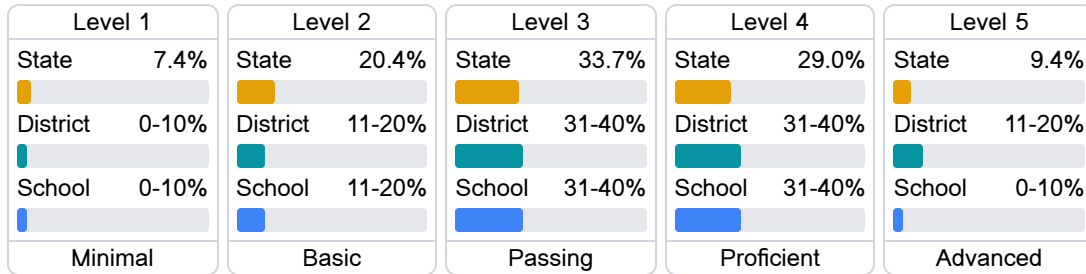 Level 1
State 7.4%
District 0-10%
School 0-10%
Minimal
Level 2
State 20.4%
District 11-20%
School 11-20%
Basic
Level 3
State 33.7%
District 31-40%
School 31-40%
Passing
Level 4
State 29.0%
District 31-40%
School 31-40%
Proficient
Level 5
State 9.4%
District 11-20%
School 0-10%
Advanced